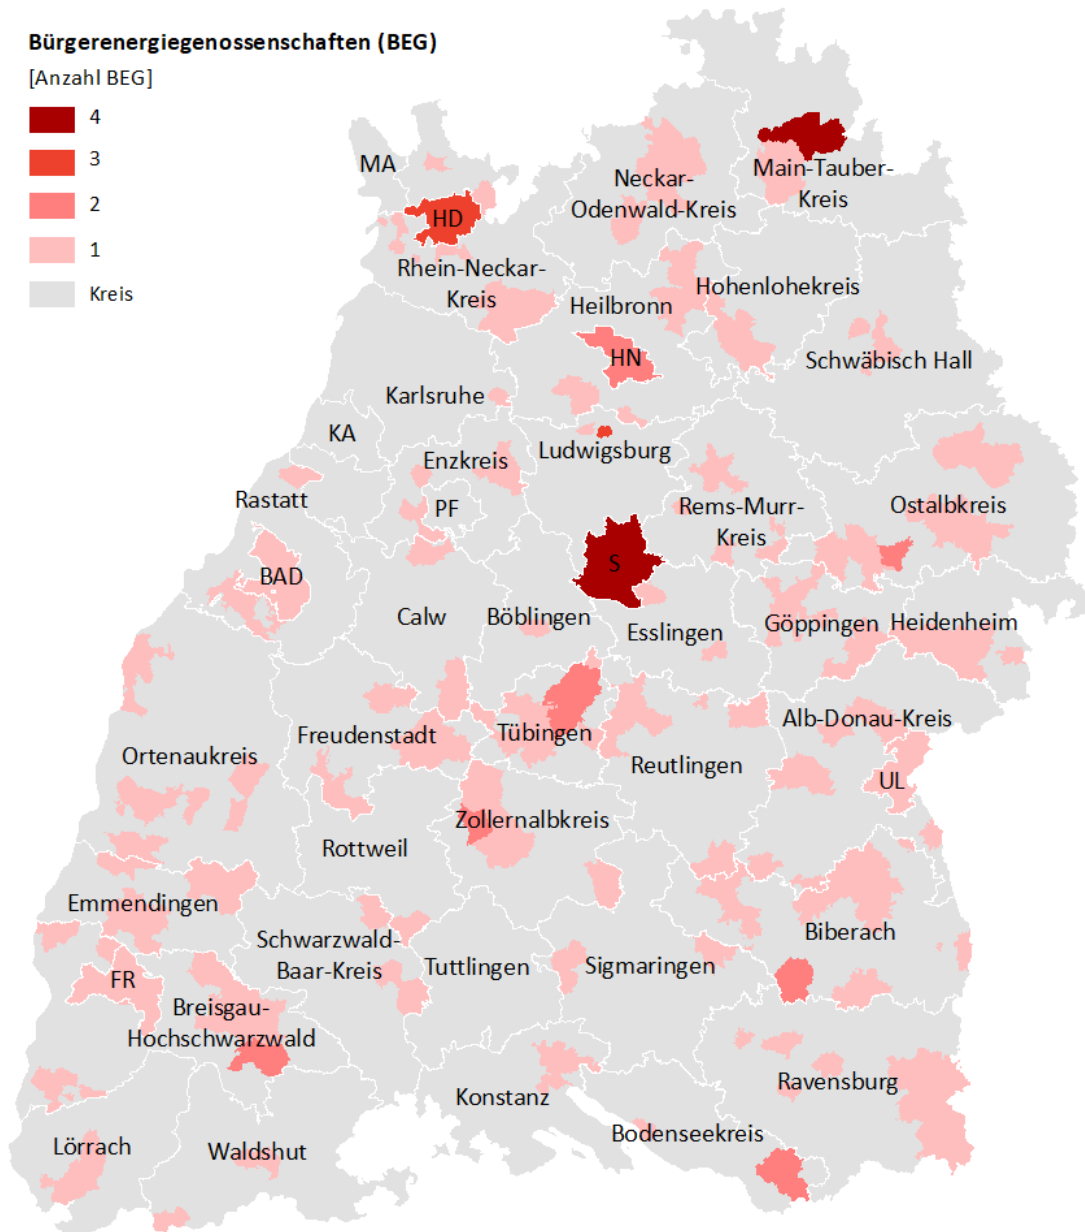 Bürgerenergiegenossenschaften (BEG)
[Anzahl BEG]
4
3
2
1
Kreis
MA
HD
Rhein-Neckar-
Kreis
Neckar-
Odenwald-Kreis
Main-Tauber-
Kreis
Heilbronn
Hohenlohekreis
HN
Schwäbisch Hall
Karlsruhe
KA
Enzkreis
Ludwigsburg
Rastatt
PF
Rems-Murr-
Kreis
Ostalbkreis
BAD
S
Calw
Böblingen
Esslingen
Göppingen
Heidenheim
Freudenstadt
Tübingen
Alb-Donau-Kreis
Ortenaukreis
Reutlingen
UL
Zollernalbkreis
Rottweil
Emmendingen
Schwarzwald-
Baar-Kreis
Tuttlingen
Sigmaringen
Biberach
FR
Breisgau-
Hochschwarzwald
Konstanz
Ravensburg
Bodenseekreis
Lörrach
Waldshut